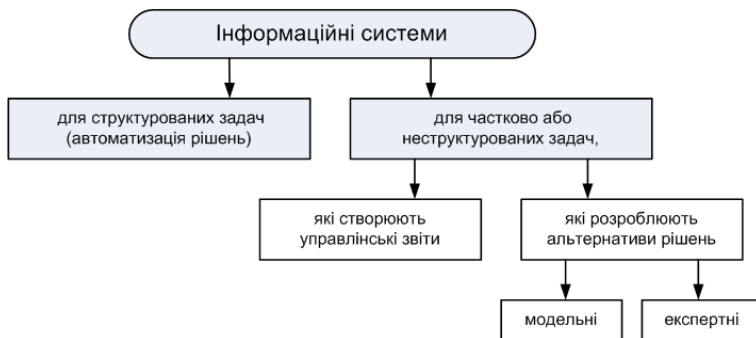 Інформаційні системи
для структурованих задач
(автоматизація рішень)
для частково або
неструктурованих задач,
які створюють
управлінські звіти
які розроблюють
альтернативи рішень
модельні
експертні